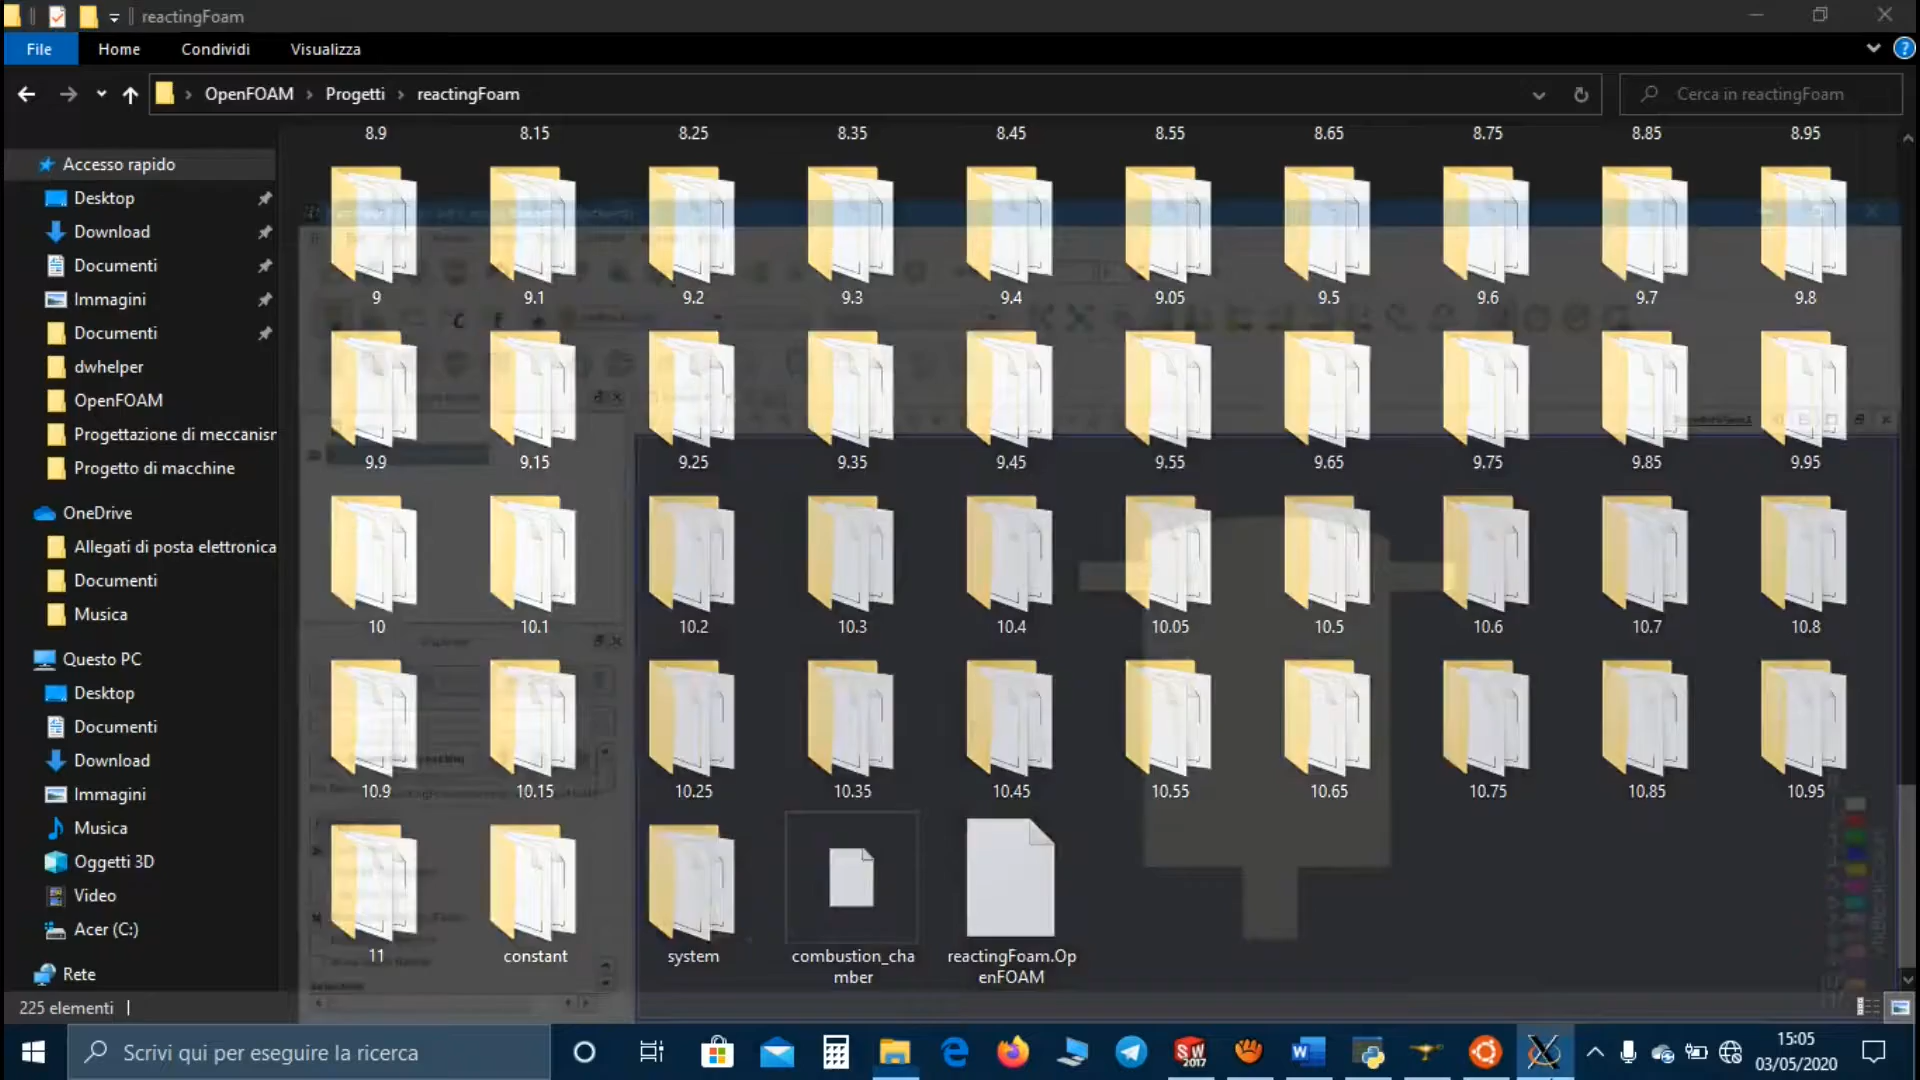 reactingFoam
File Home Condividi Visualizza
OpenFOAM Progetti reactingFoam
Cerca in reactingFoam
8.9 8.15 8.25 8.35 8.45 8.55 8.65 8.75 8.85 8.95
9 9.1 9.2 9.3 9.4 9.05 9.5 9.6 9.7 9.8
9.9 9.15 9.25 9.35 9.45 9.55 9.65 9.75 9.85 9.95
10 10.1 10.2 10.3 10.4 10.05 10.5 10.6 10.7 10.8
10.9 10.15 10.25 10.35 10.45 10.55 10.65 10.75 10.85 10.95
11 constant system combustion_cha
mber
reactingFoam.Op
enFOAM
Accesso rapido
Desktop
Download
Documenti
Immagini
Documenti
dwhelper
OpenFOAM
Progettazione di meccanisr
Progetto di macchine
OneDrive
Allegati di posta elettronica
Documenti
Musica
Questo PC
Desktop
Documenti
Download
Immagini
Musica
Oggetti 3D
Video
Acer (C:)
Rete
225 elementi
Scrivi qui per eseguire la ricerca
SW
2017
15:05
03/05/2020